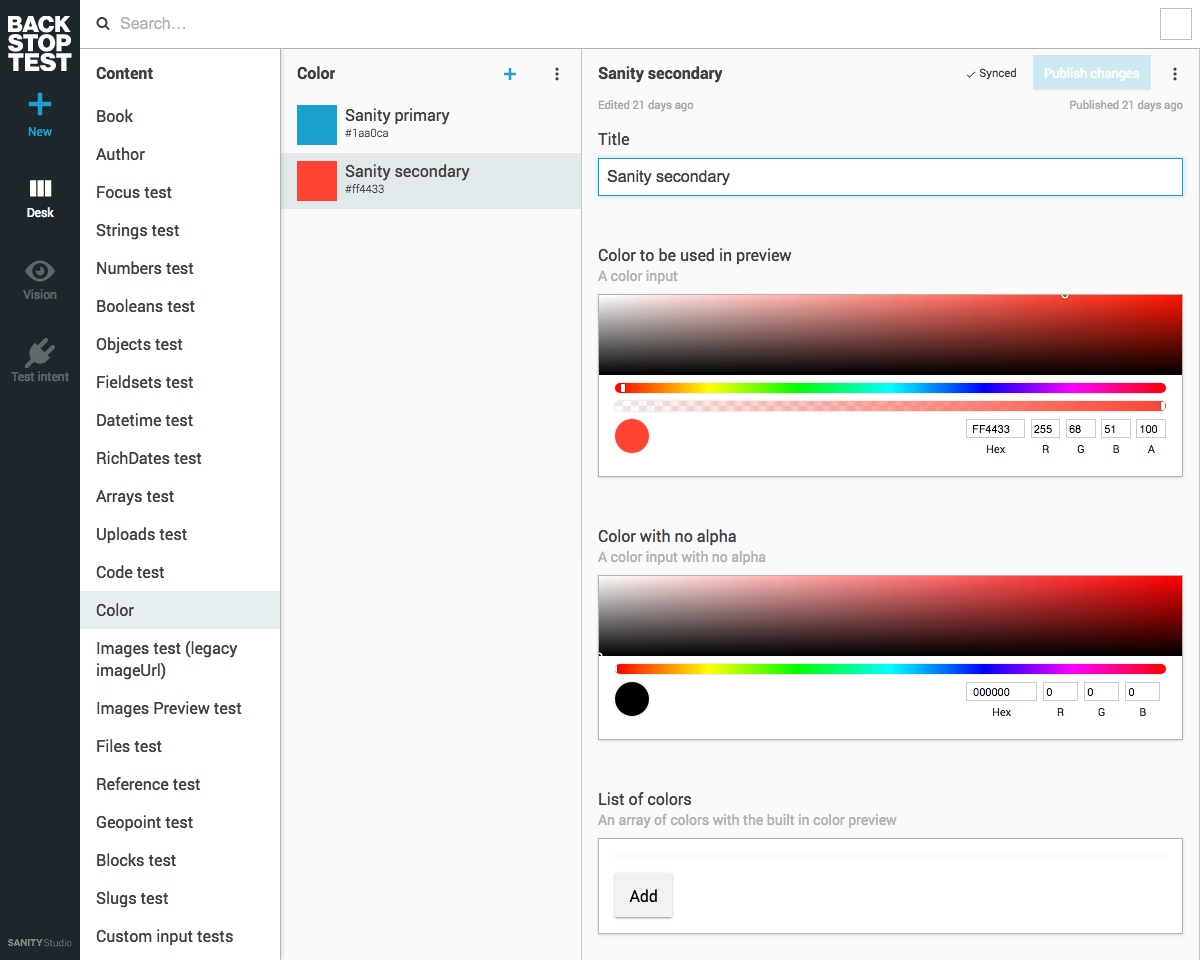 BACK
STOP
TEST
New
Desk
Vision
Test intent
SANITY Studio
Search...
Content
Book
Author
Focus test
Strings test
Numbers test
Booleans test
Objects test
Fieldsets test
Datetime test
RichDates test
Arrays test
Uploads test
Code test
Color
Images test (legacy
imageUrl)
Images Preview test
Files test
Reference test
Geopoint test
Blocks test
Slugs test
Custom input tests
Color
Sanity primary
#1aa0ca
Sanity secondary
#ff4433
Sanity secondary
Synced
Publish changes
Edited 21 days ago
Published 21 days ago
Title
Sanity secondary
Color to be used in preview
A color input
FF4433 255 68 51 100
Hex R G B A
Color with no alpha
A color input with no alpha
000000 0 0 0
Hex R G B
List of colors
An array of colors with the built in color preview
Add